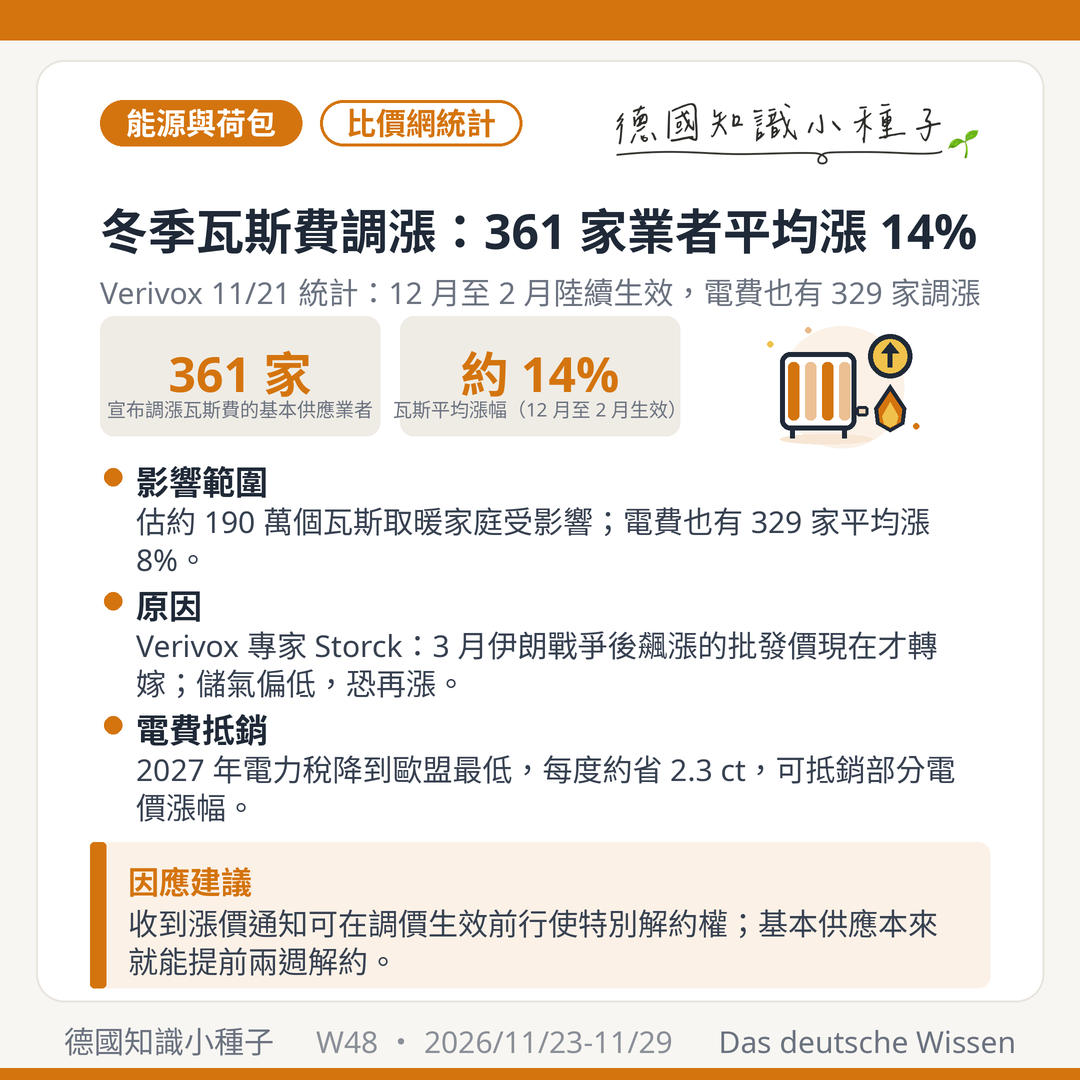 能源與荷包
比價網統計
德國知識小種子
冬季瓦斯費調漲：361 家業者平均漲 14%
Verivox 11/21 統計：12 月至 2 月陸續生效，電費也有 329 家調漲
361 家
宣布調漲瓦斯費的基本供應業者
約 14%
瓦斯平均漲幅（12 月至 2 月生效）
影響範圍
估約 190 萬個瓦斯取暖家庭受影響；電費也有 329 家平均漲
8%。
原因
Verivox 專家 Storck：3 月伊朗戰爭後飆漲的批發價現在才轉
嫁；儲氣偏低，恐再漲。
電費抵銷
2027 年電力稅降到歐盟最低，每度約省 2.3 ct，可抵銷部分電
價漲幅。
因應建議
收到漲價通知可在調價生效前行使特別解約權；基本供應本來
就能提前兩週解約。
德國知識小種子
W48 • 2026/11/23-11/29
Das deutsche Wissen